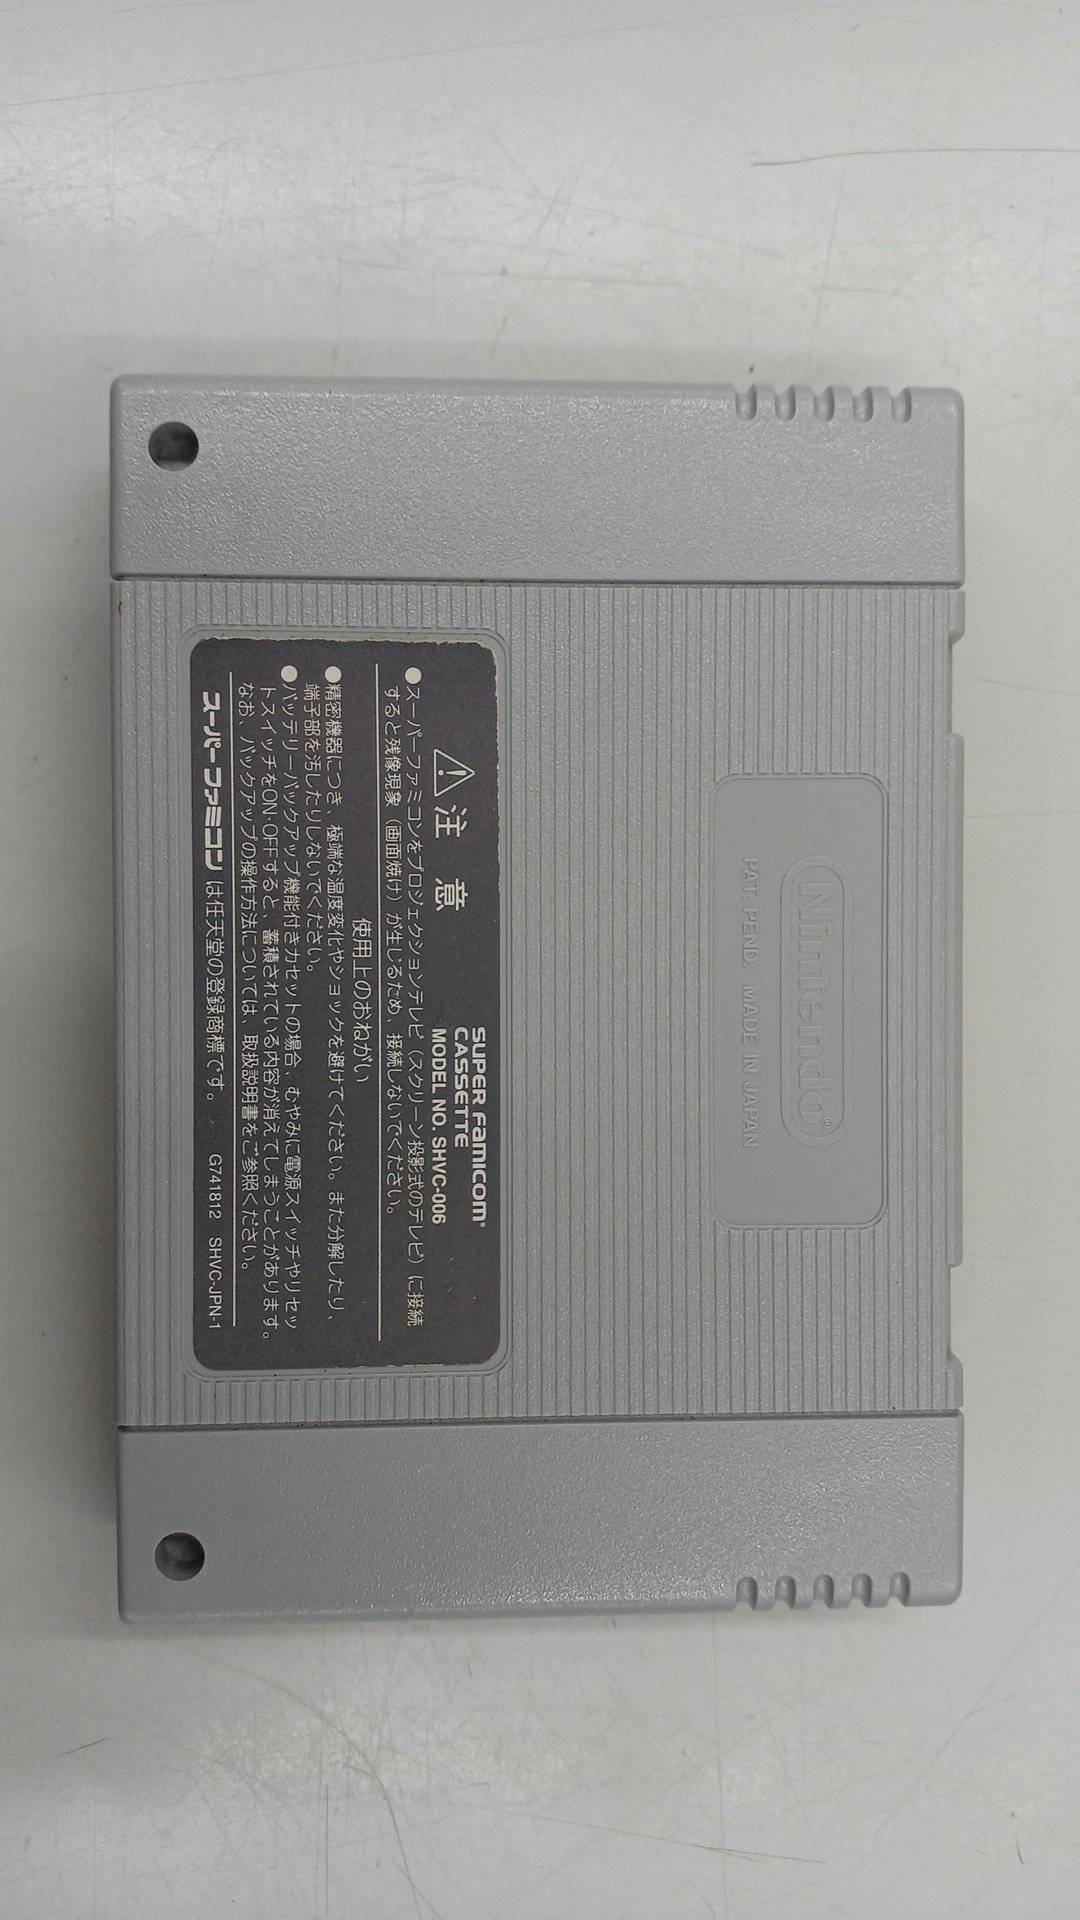 Nintendo®
PAT. PEND. MADE IN JAPAN
SUPER Famicom®
CASSETTE
MODEL NO. SHVC-006
注意
●スーパーファミコンをプロジェクションテレビ（スクリーン投影式のテレビ）に接続
すると残像現象（画面焼け）が生じるため、接続しないでください。
使用上のおねがい
●精密機器につき、極端な温度変化やショックを避けてください。また分解したり、
端子部を汚したりしないでください。
●バッテリーバックアップ機能付きカセットの場合、むやみに電源スイッチやリセッ
トスイッチをON・OFFすると、蓄積されている内容が消えてしまうことがあります。
なお、バックアップの操作方法については、取扱説明書をご参照ください。
スーパーファミコンは任天堂の登録商標です。 G741812 SHVC-JPN-1